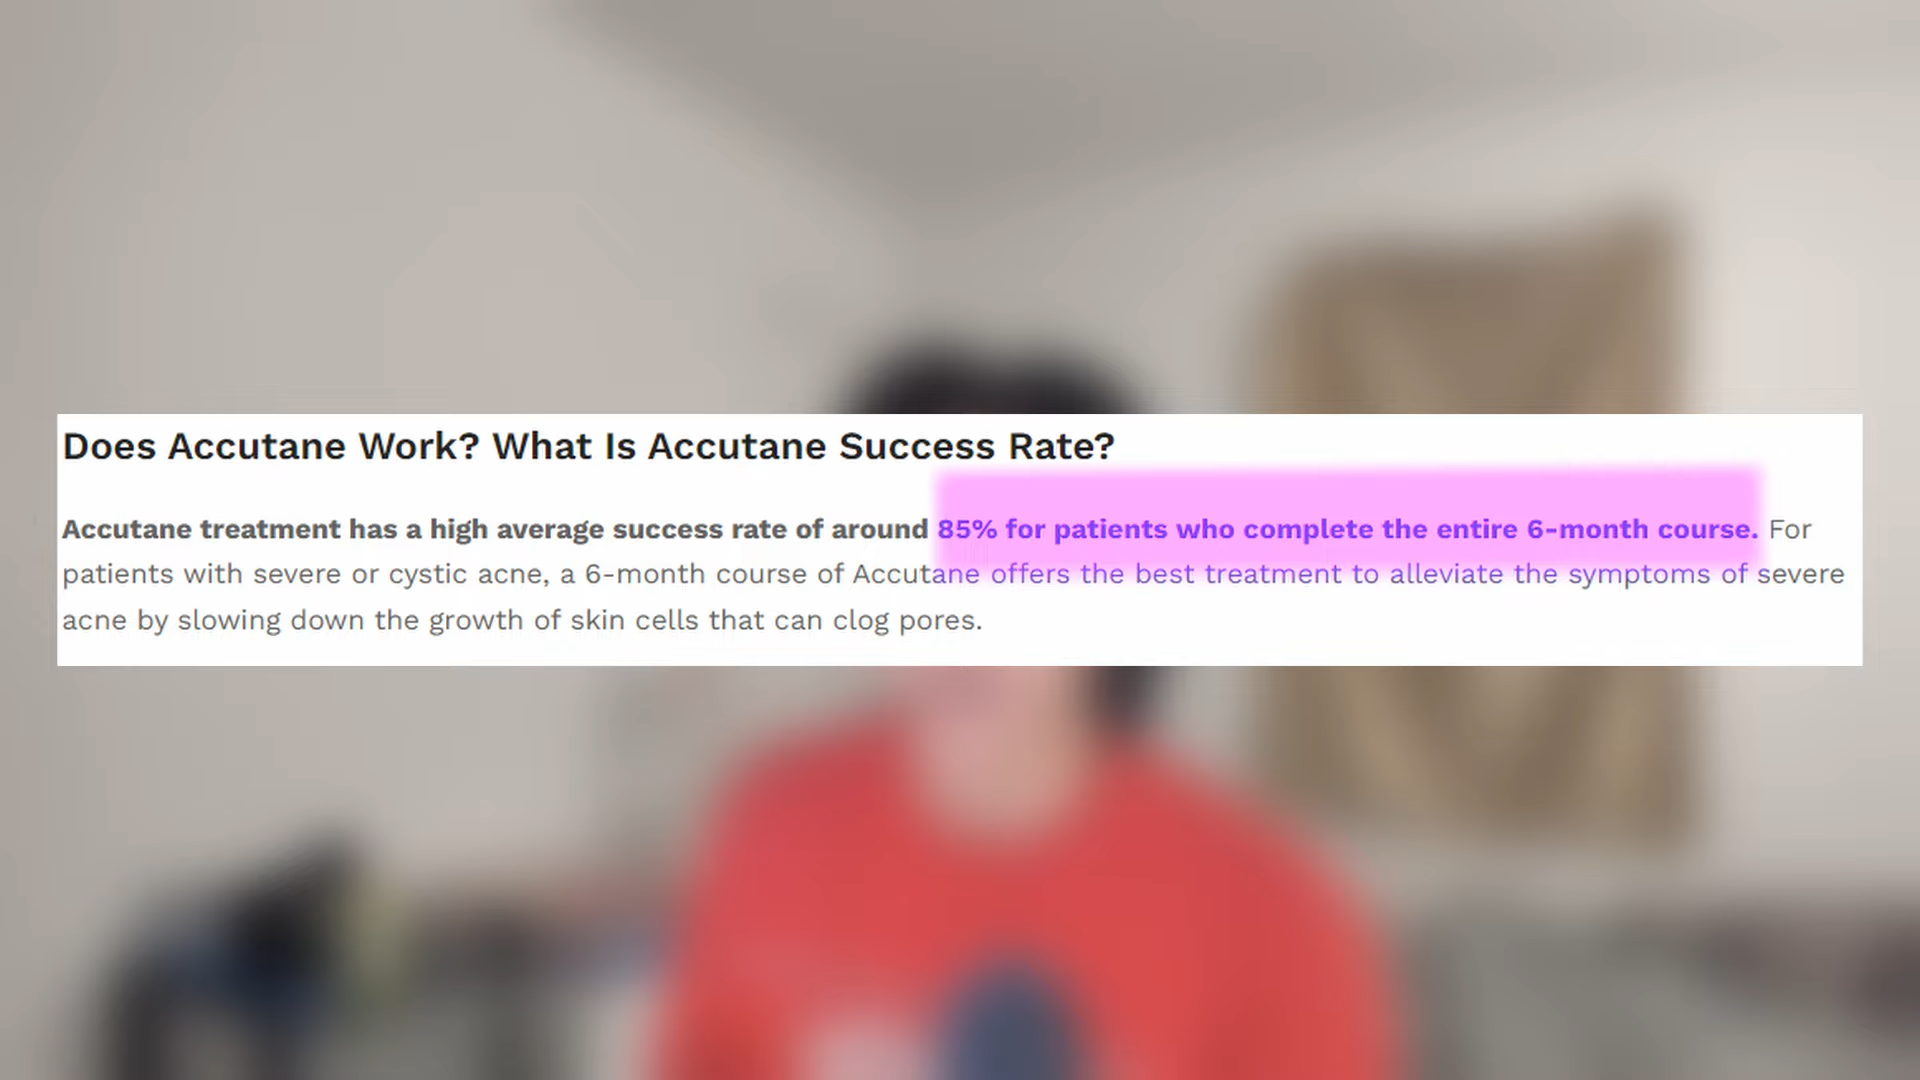 Does Accutane Work? What Is Accutane Success Rate?
Accutane treatment has a high average success rate of around 85% for patients who complete the entire 6-month course. For
patients with severe or cystic acne, a 6-month course of Accutane offers the best treatment to alleviate the symptoms of severe
acne by slowing down the growth of skin cells that can clog pores.